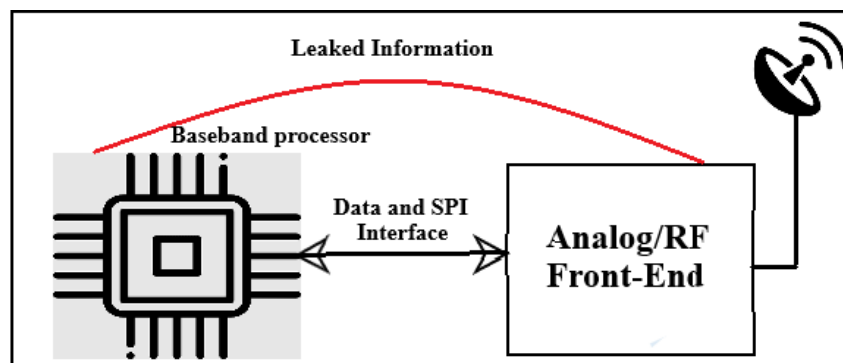 Leaked Information
Baseband processor
Data and SPI
Interface
Analog/RF
Front-End